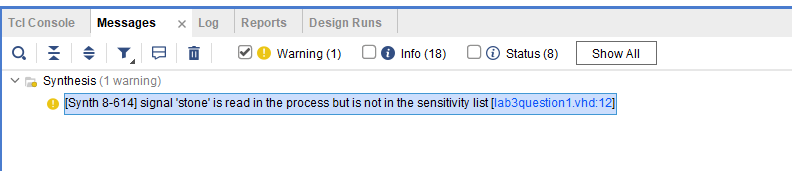 Tcl Console Messages × Log Reports Design Runs
Warning (1) Info (18) Status (8) Show All
Synthesis (1 warning)
[Synth 8-614] signal 'stone' is read in the process but is not in the sensitivity list [lab3question1.vhd:12]